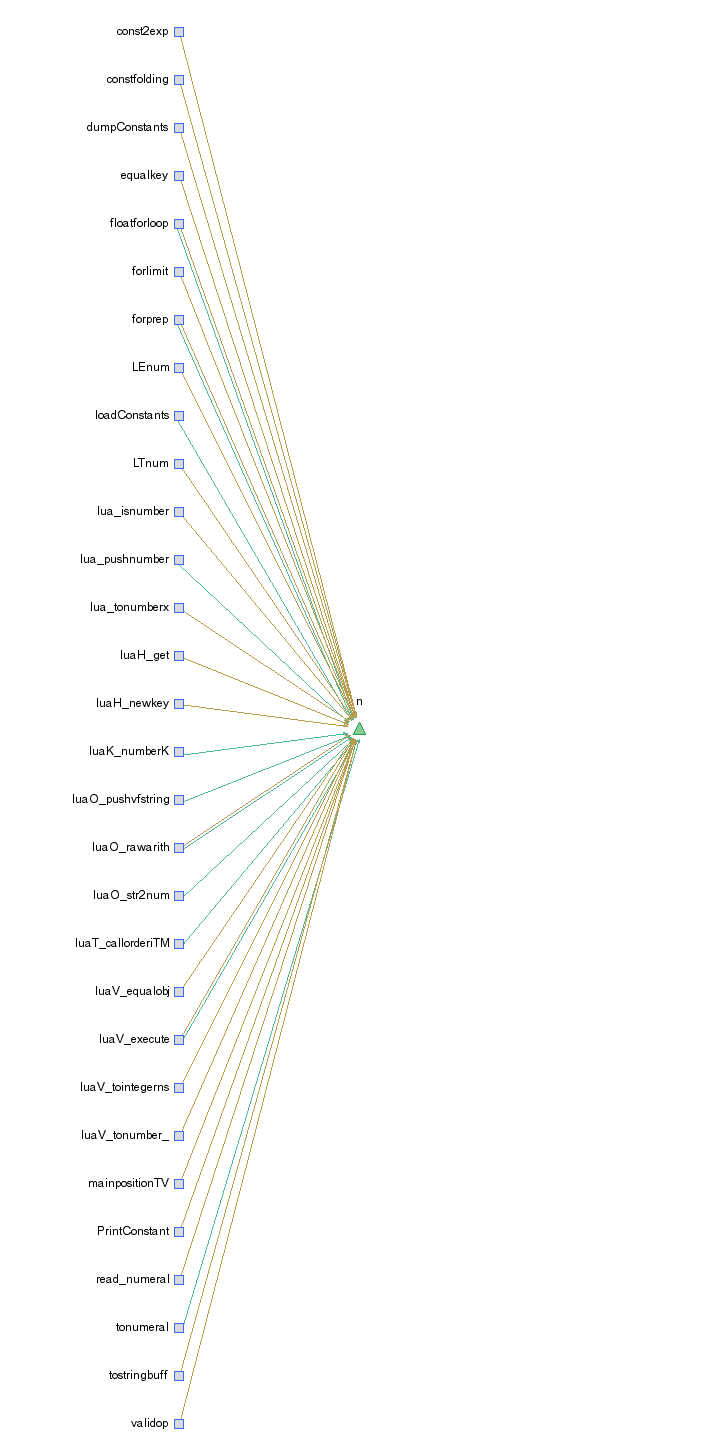 const2exp
constfolding
dumpConstants
equalkey
floatforloop
forlimit
forprep
LEnum
loadConstants
LTnum
lua_isnumber
lua_pushnumber
lua_tonumberx
luaH_get
luaH_newkey
n
luaK_numberK
luaO_pushvfstring
luaO_rawarith
luaO_str2num
luaT_callorderiTM
luaV_equalobj
luaV_execute
luaV_tointegerns
luaV_tonumber_
mainpositionTV
PrintConstant
read_numeral
tonumeral
tostringbuff
validop